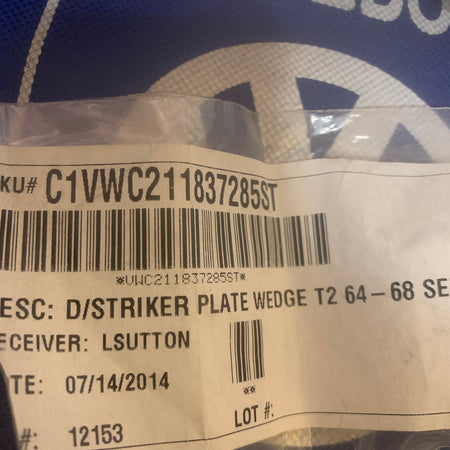 KU# C1VWC211837285ST
*VWC211837285ST*
ESC: D/STRIKER PLATE WEDGE T2 64-68 SE
ECEIVER: LSUTTON
TE: 07/14/2014
**
LOT #:
#: 12153